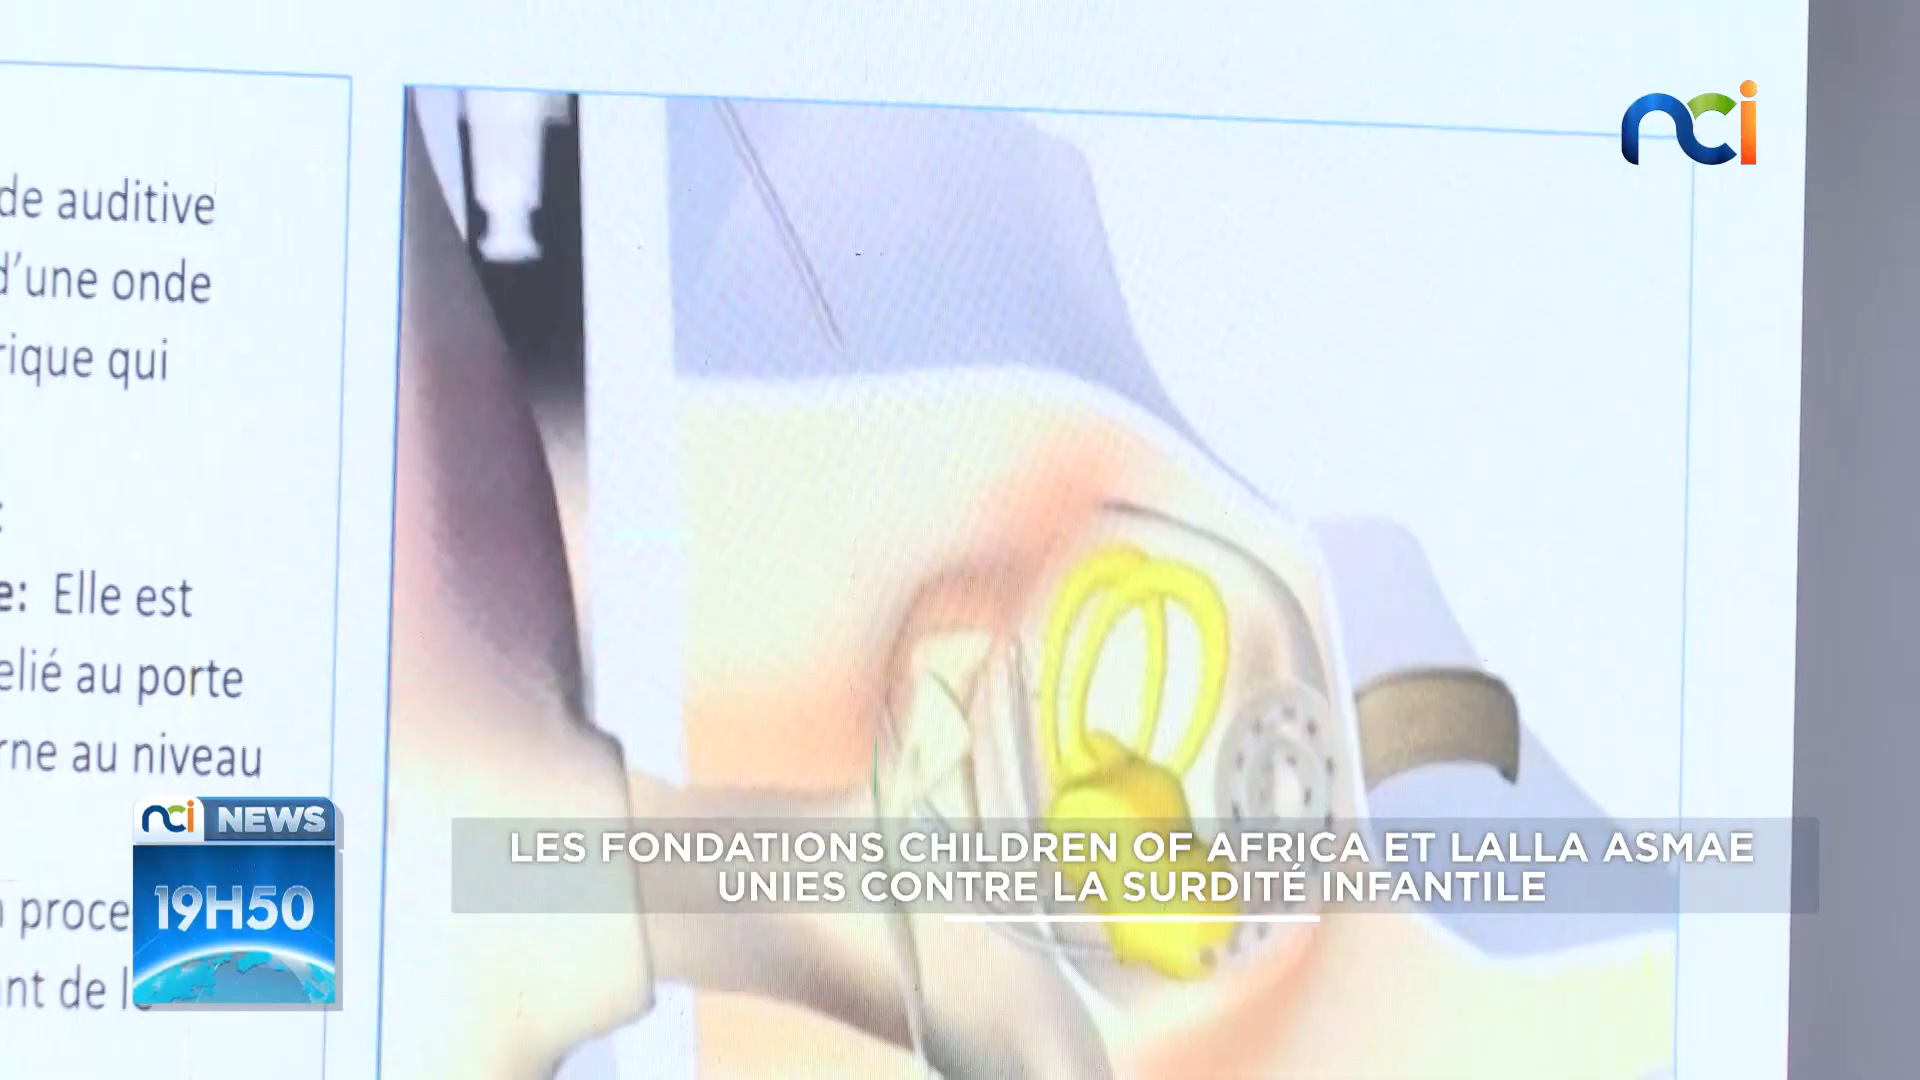 nci
de auditive
d'une onde
rique qui
:
e: Elle est
elié au porte
rne au niveau
nci NEWS
19H50
LES FONDATIONS CHILDREN OF AFRICA ET LALLA ASMAE
UNIES CONTRE LA SURDITÉ INFANTILE
proce
nt de l